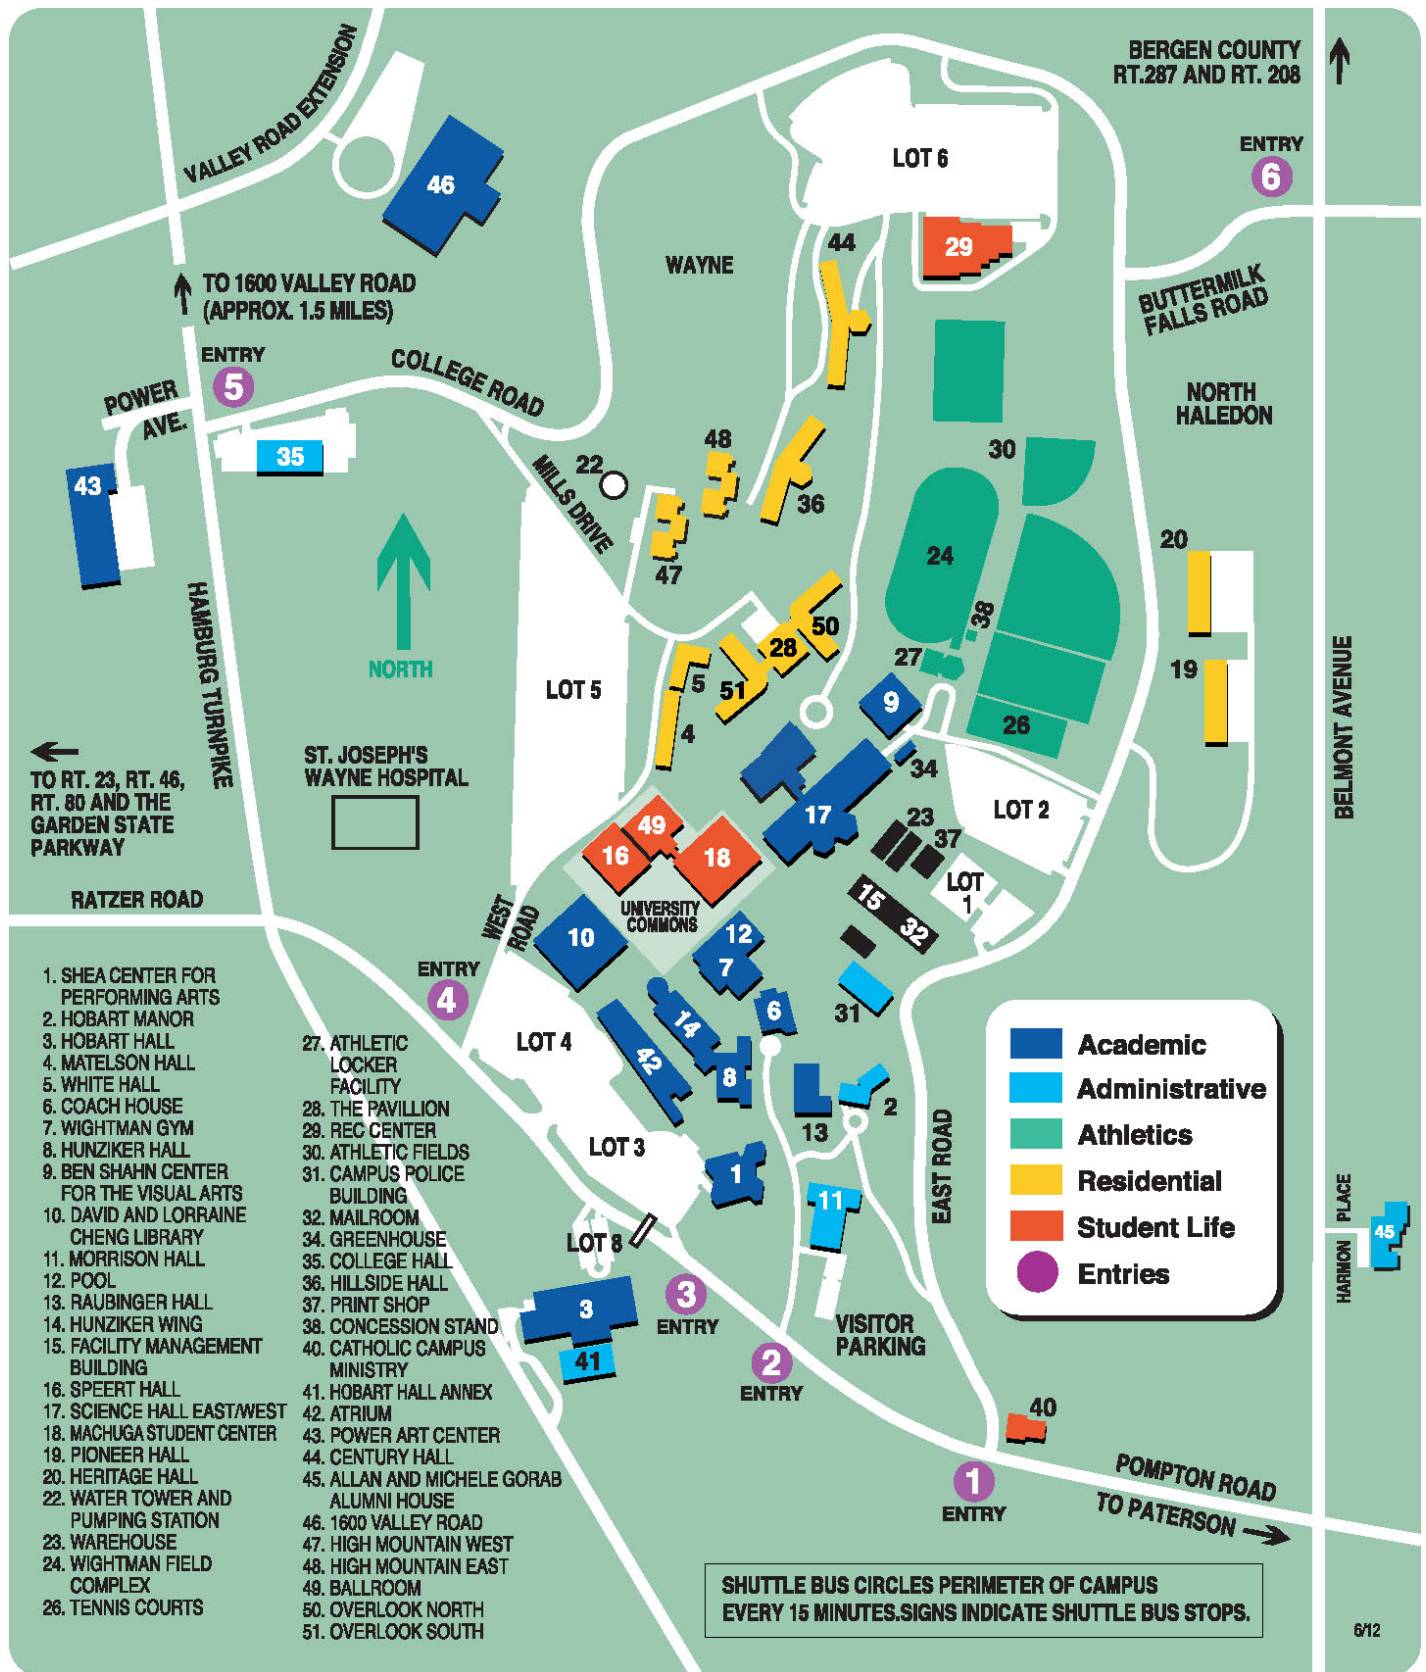 VALLEY ROAD EXTENSION
BERGEN COUNTY
RT.287 AND RT. 208
ENTRY
6
LOT 6
46
44
29
WAYNE
TO 1600 VALLEY ROAD
(APPROX. 1.5 MILES)
BUTTERMILK
FALLS ROAD
ENTRY
5
COLLEGE ROAD
POWER
AVE.
NORTH
HALEDON
35
43
48
22
30
36
MILLS DRIVE
47
24
20
38
HAMBURG TURNPIKE
NORTH
50
28
27
19
LOT 5
5
51
9
4
26
BELMONT AVENUE
ST. JOSEPH'S
WAYNE HOSPITAL
TO RT. 23, RT. 46,
RT. 80 AND THE
GARDEN STATE
PARKWAY
34
17
LOT 2
23
37
49
16
18
LOT
1
15
32
RATZER ROAD
UNIVERSITY
COMMONS
WEST
ROAD
10
12
7
ENTRY
4
31
6
14
LOT 4
42
8
2
13
LOT 3
EAST ROAD
1
11
LOT 8
3
41
3
ENTRY
2
ENTRY
VISITOR
PARKING
40
1
ENTRY
POMPTON ROAD
TO PATERSON
HARMON PLACE
45
Academic
Administrative
Athletics
Residential
Student Life
Entries
1. SHEA CENTER FOR
PERFORMING ARTS
2. HOBART MANOR
3. HOBART HALL
4. MATELSON HALL
5. WHITE HALL
6. COACH HOUSE
7. WIGHTMAN GYM
8. HUNZIKER HALL
9. BEN SHAHN CENTER
FOR THE VISUAL ARTS
10. DAVID AND LORRAINE
CHENG LIBRARY
11. MORRISON HALL
12. POOL
13. RAUBINGER HALL
14. HUNZIKER WING
15. FACILITY MANAGEMENT
BUILDING
16. SPEERT HALL
17. SCIENCE HALL EAST/WEST
18. MACHUGA STUDENT CENTER
19. PIONEER HALL
20. HERITAGE HALL
22. WATER TOWER AND
PUMPING STATION
23. WAREHOUSE
24. WIGHTMAN FIELD
COMPLEX
26. TENNIS COURTS
27. ATHLETIC
LOCKER
FACILITY
28. THE PAVILLION
29. REC CENTER
30. ATHLETIC FIELDS
31. CAMPUS POLICE
BUILDING
32. MAILROOM
34. GREENHOUSE
35. COLLEGE HALL
36. HILLSIDE HALL
37. PRINT SHOP
38. CONCESSION STAND
40. CATHOLIC CAMPUS
MINISTRY
41. HOBART HALL ANNEX
42. ATRIUM
43. POWER ART CENTER
44. CENTURY HALL
45. ALLAN AND MICHELE GORAB
ALUMNI HOUSE
46. 1600 VALLEY ROAD
47. HIGH MOUNTAIN WEST
48. HIGH MOUNTAIN EAST
49. BALLROOM
50. OVERLOOK NORTH
51. OVERLOOK SOUTH
SHUTTLE BUS CIRCLES PERIMETER OF CAMPUS
EVERY 15 MINUTES.SIGNS INDICATE SHUTTLE BUS STOPS.
6/12